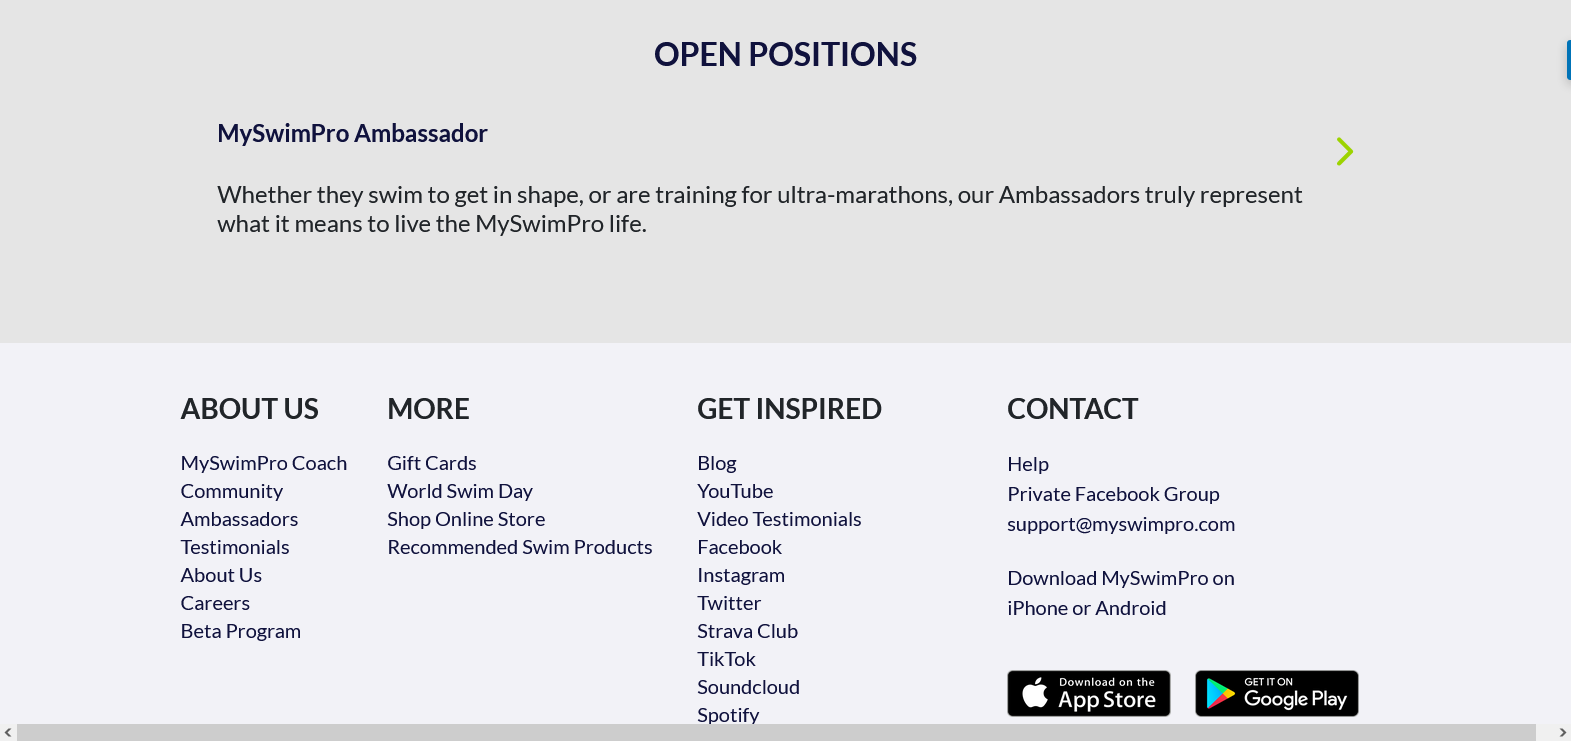 OPEN POSITIONS
MySwimPro Ambassador
Whether they swim to get in shape, or are training for ultra-marathons, our Ambassadors truly represent
what it means to live the MySwimPro life.
ABOUT US
MySwimPro Coach
Community
Ambassadors
Testimonials
About Us
Careers
Beta Program
MORE
Gift Cards
World Swim Day
Shop Online Store
Recommended Swim Products
GET INSPIRED
Blog
YouTube
Video Testimonials
Facebook
Instagram
Twitter
Strava Club
TikTok
Soundcloud
Spotify
CONTACT
Help
Private Facebook Group
support@myswimpro.com
Download MySwimPro on
iPhone or Android
Download on the
App Store
GET IT ON
Google Play